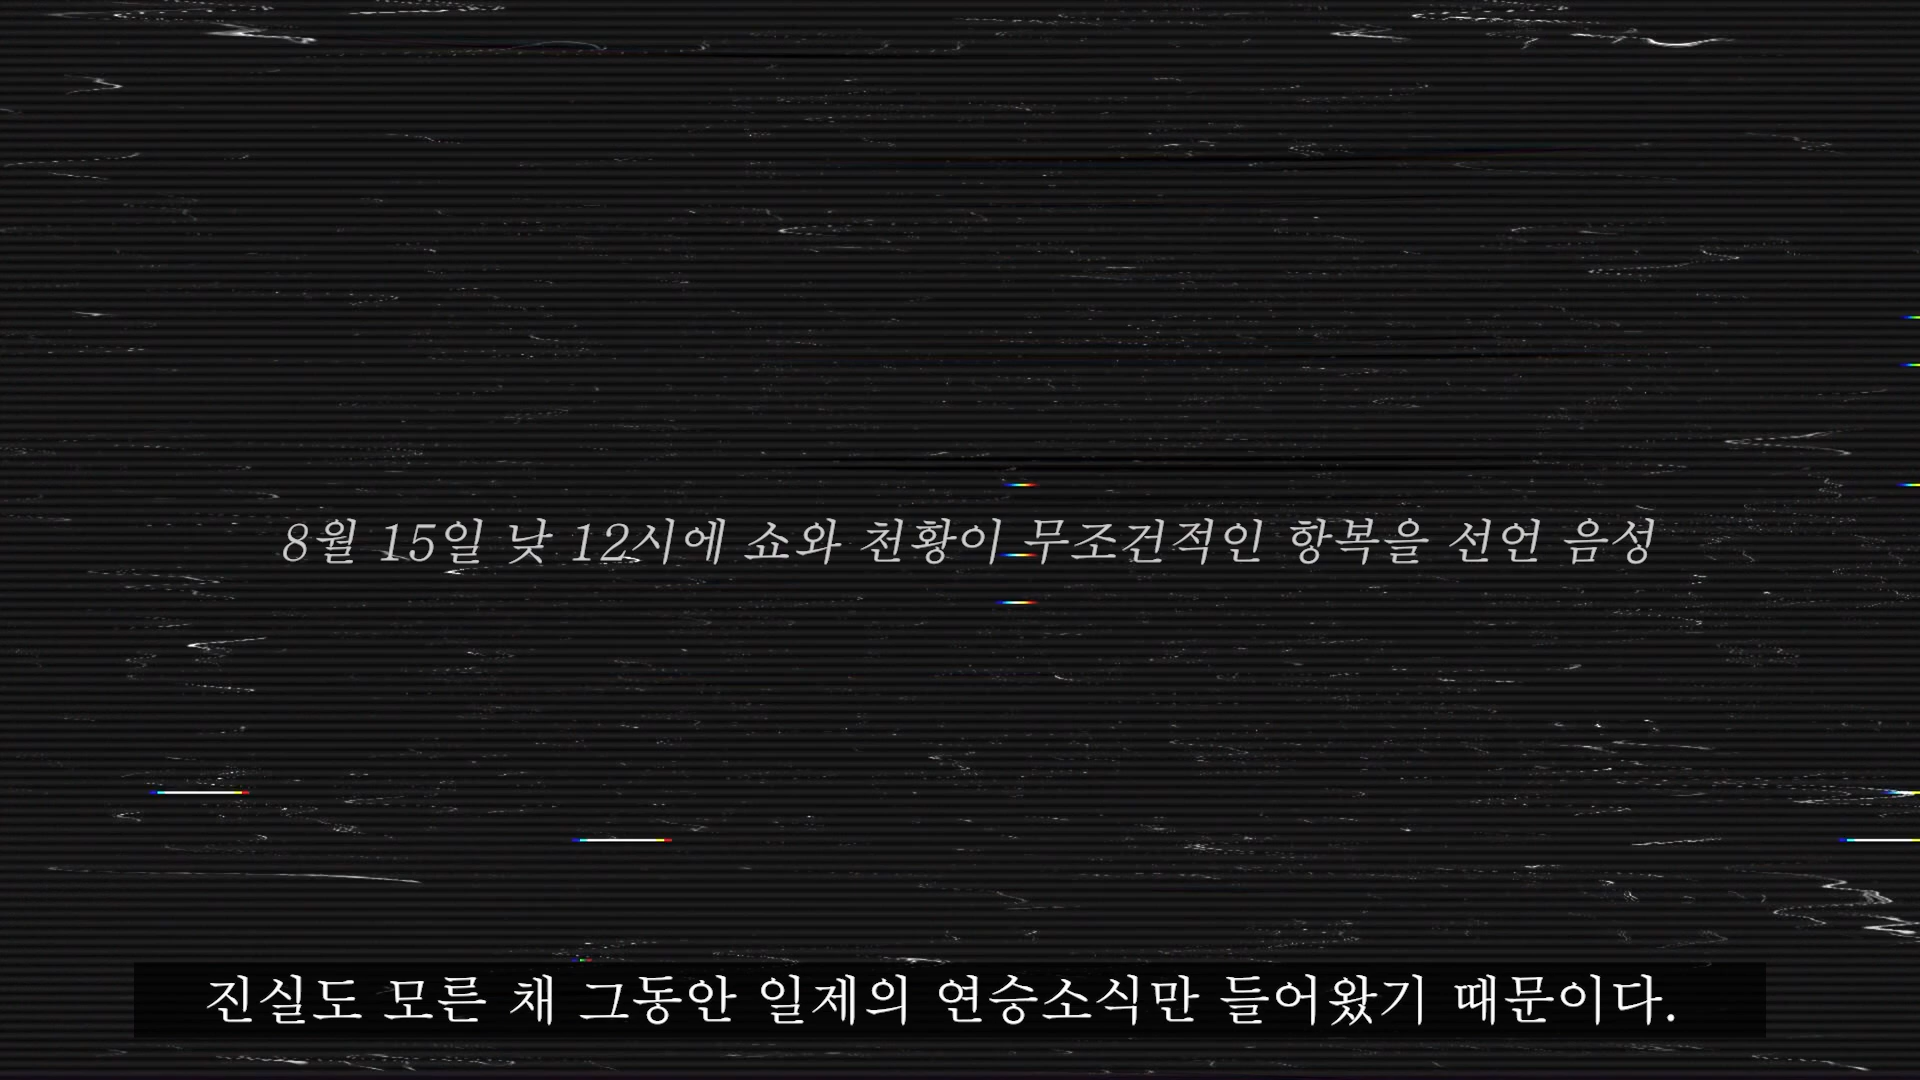 8월 15일 낮 12시에 쇼와 천황이 무조건적인 항복을 선언 음성
진실도 모른 채 그동안 일제의 연승소식만 들어왔기 때문이다.